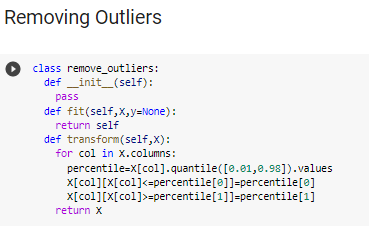 Removing Outliers
class remove_outliers:
  def __init__(self):
    pass
  def fit(self,X,y=None):
    return self
  def transform(self,X):
    for col in X.columns:
      percentile=X[col].quantile([0.01,0.98]).values
      X[col][X[col]<=percentile[0]]=percentile[0]
      X[col][X[col]>=percentile[1]]=percentile[1]
    return X